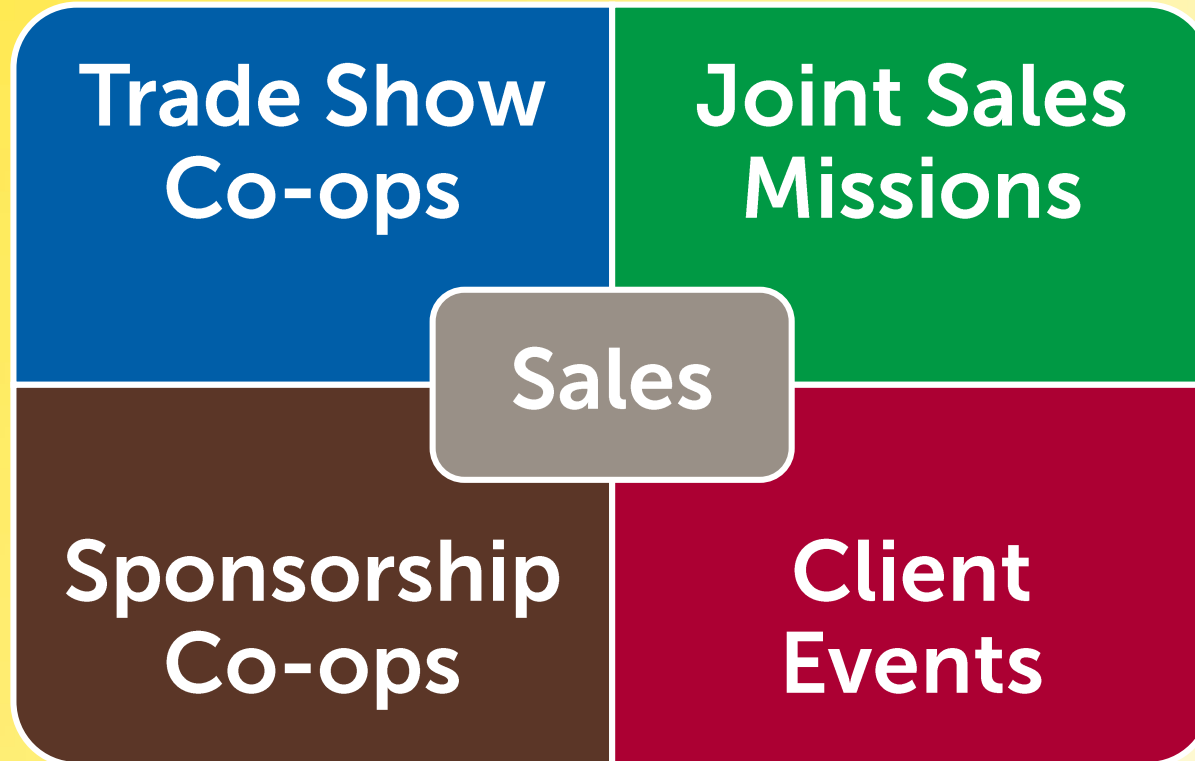 Trade Show
Co-ops
Joint Sales
Missions
Sales
Sponsorship
Co-ops
Client
Events